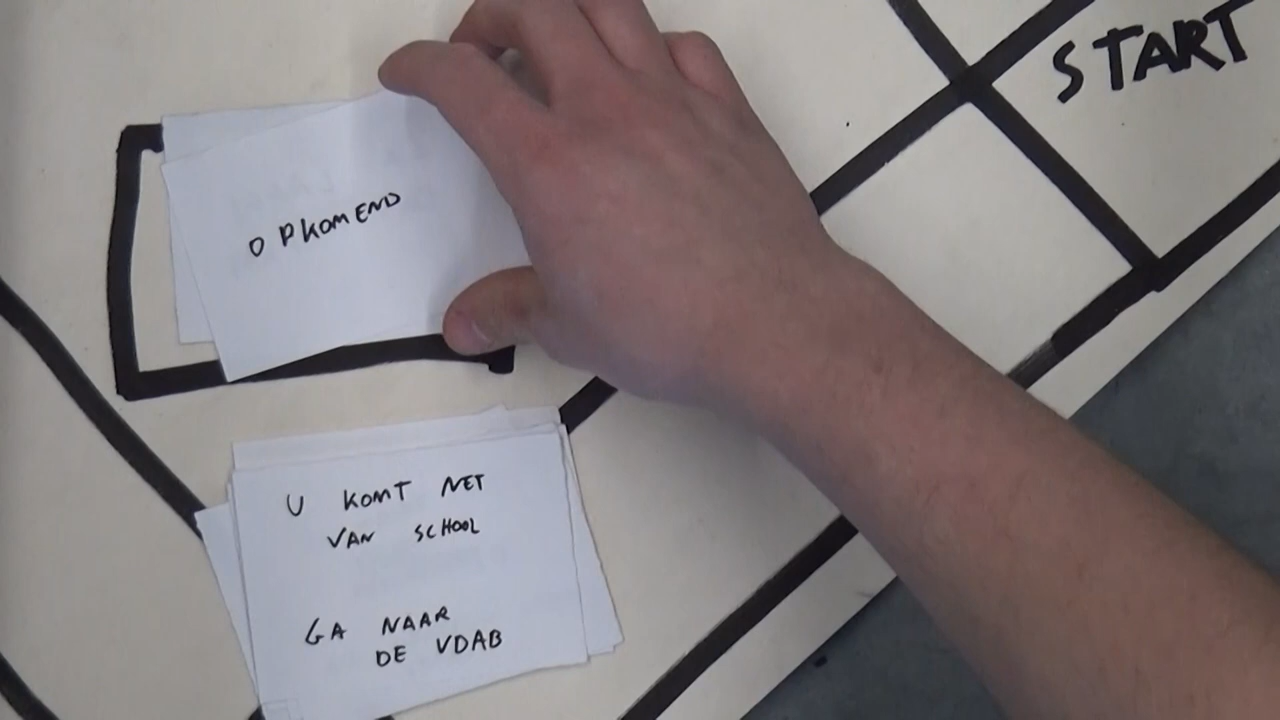 START
OPKOMEND
U KOMT NET
VAN SCHOOL
GA NAAR
DE VDAB